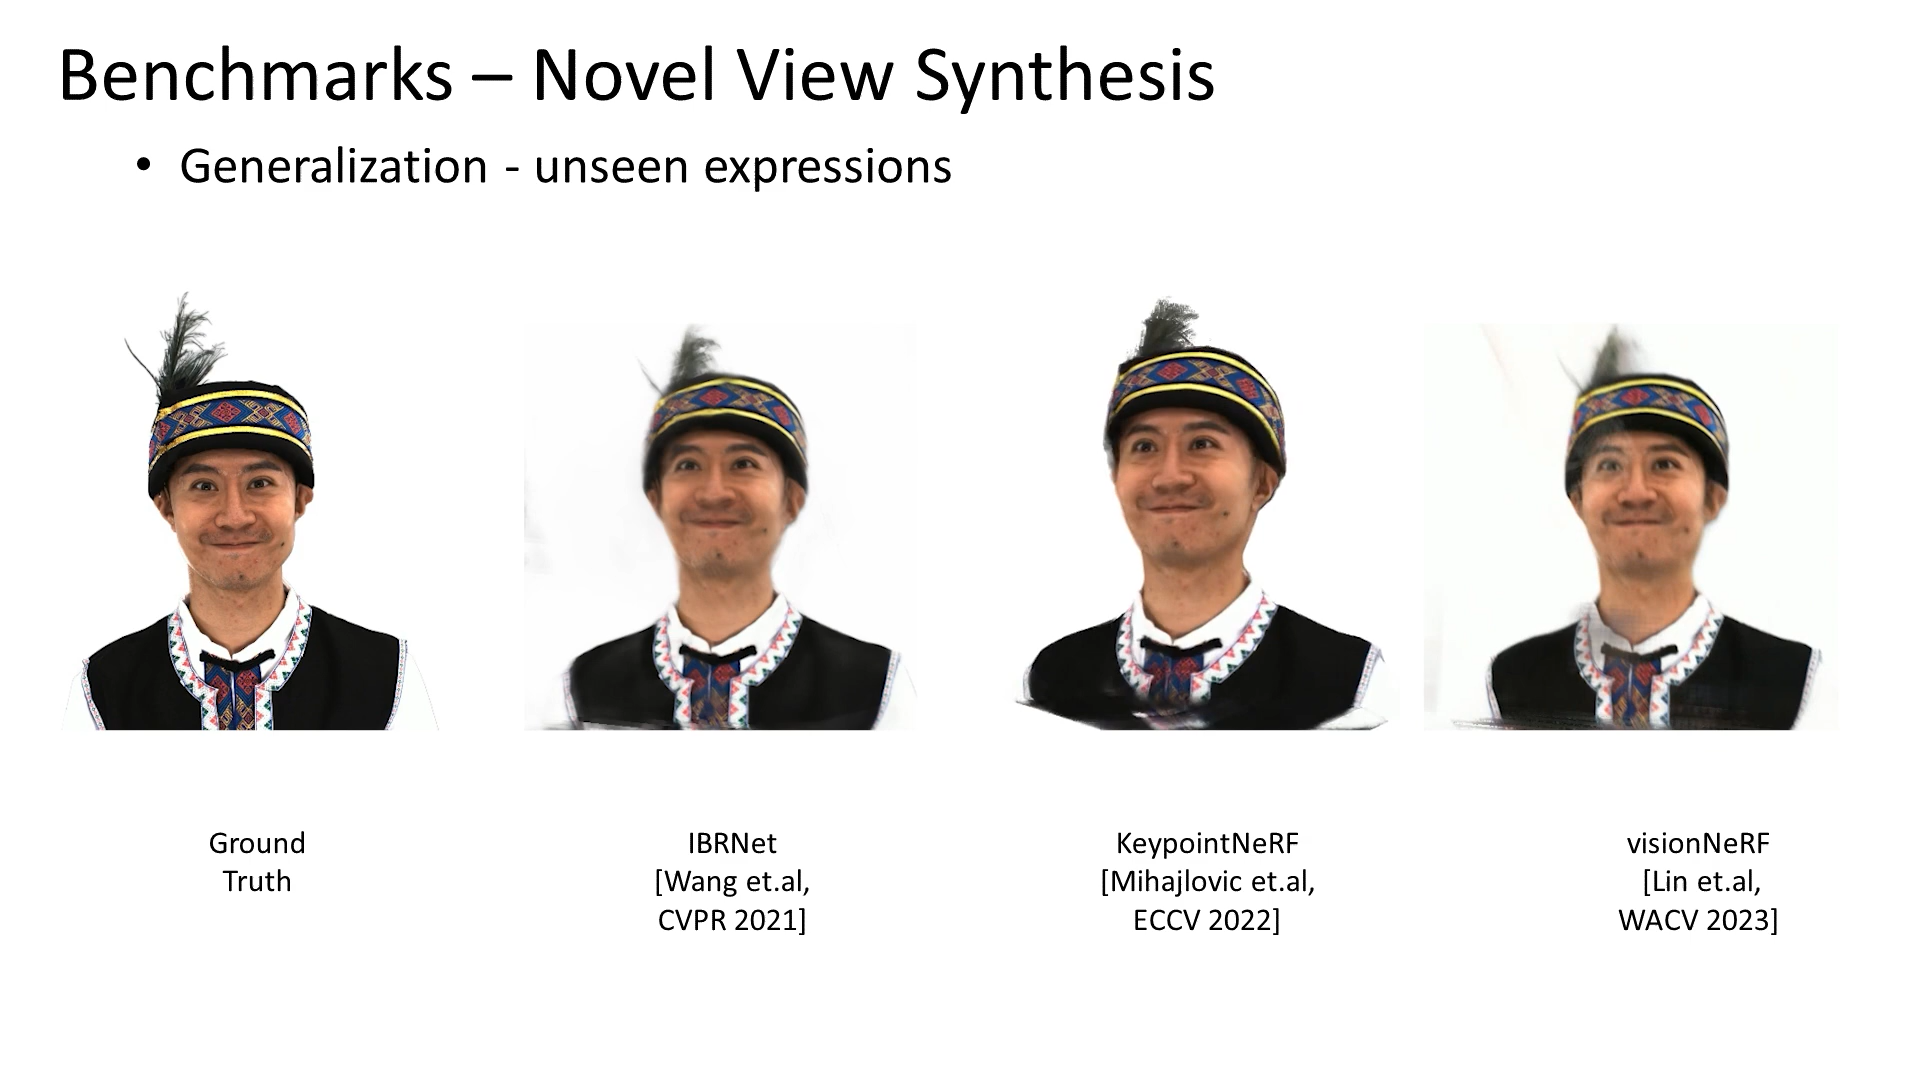 Benchmarks – Novel View Synthesis
• Generalization - unseen expressions
Ground
Truth
IBRNet
[Wang et.al,
CVPR 2021]
KeypointNeRF
[Mihajlovic et.al,
ECCV 2022]
visionNeRF
[Lin et.al,
WACV 2023]